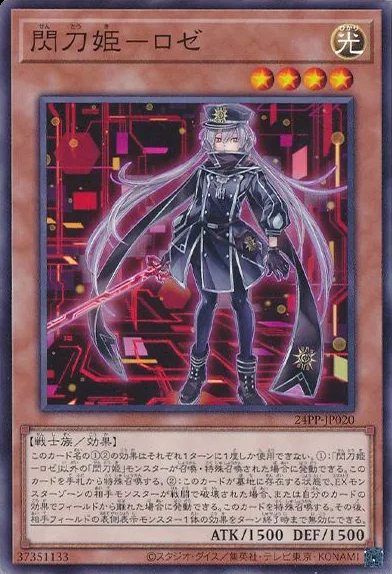 閃刀姫－ロゼ
光
24PP-JP020
【戦士族／効果】
このカード名の①②の効果はそれぞれ1ターンに1度しか使用できない。①：「閃刀姫
－ロゼ」以外の「閃刀姫」モンスターが召喚・特殊召喚された場合に発動できる。この
カードを手札から特殊召喚する。②：このカードが墓地に存在する状態で、EXモン
スターゾーンの相手モンスターが戦闘で破壊された場合、または自分のカードの
効果でフィールドから離れた場合に発動できる。このカードを特殊召喚する。その後、
相手フィールドの表側表示モンスター1体の効果をターン終了時まで無効にできる。
ATK/1500 DEF/1500
37351133
©スタジオ・ダイス／集英社・テレビ東京・KONAMI